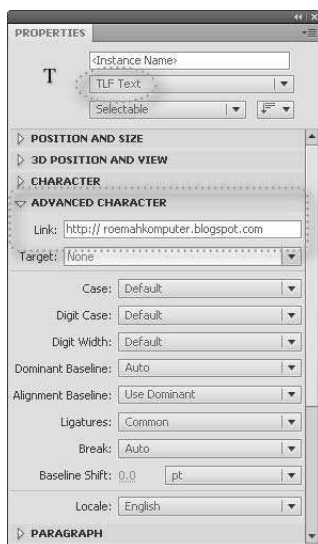 PROPERTIES
<Instance Name>
T
TLF Text
Selectable
POSITION AND SIZE
3D POSITION AND VIEW
CHARACTER
ADVANCED CHARACTER
Link: http:// roemahkomputer.blogspot.com
Target: None
Case: Default
Digit Case: Default
Digit Width: Default
Dominant Baseline: Auto
Alignment Baseline: Use Dominant
Ligatures: Common
Break: Auto
Baseline Shift: 0.0 pt
Locale: English
PARAGRAPH